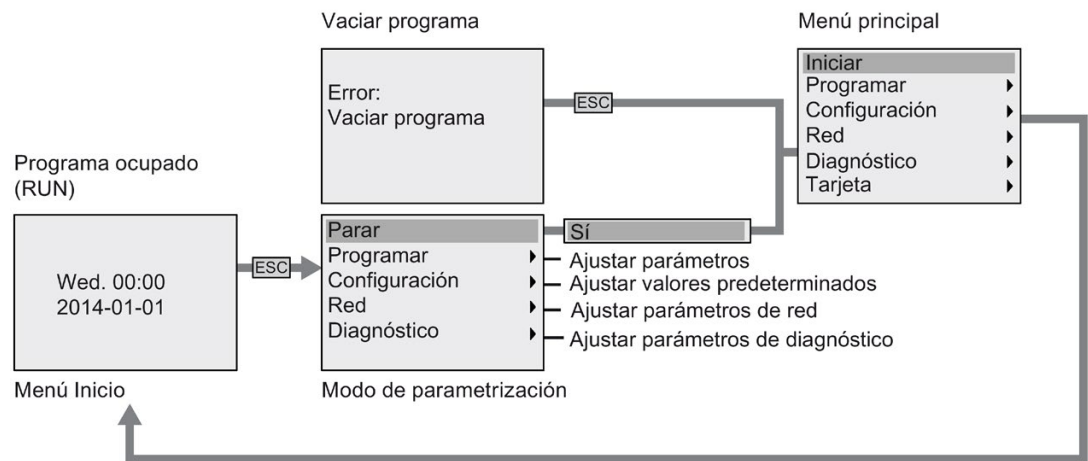 Vaciar programa
Menú principal
Error:
Vaciar programa
ESC
Iniciar
Programar
Configuración
Red
Diagnóstico
Tarjeta
Programa ocupado
(RUN)
Wed. 00:00
2014-01-01
ESC
Parar
Programar
Configuración
Red
Diagnóstico
Sí
Ajustar parámetros
Ajustar valores predeterminados
Ajustar parámetros de red
Ajustar parámetros de diagnóstico
Menú Inicio
Modo de parametrización